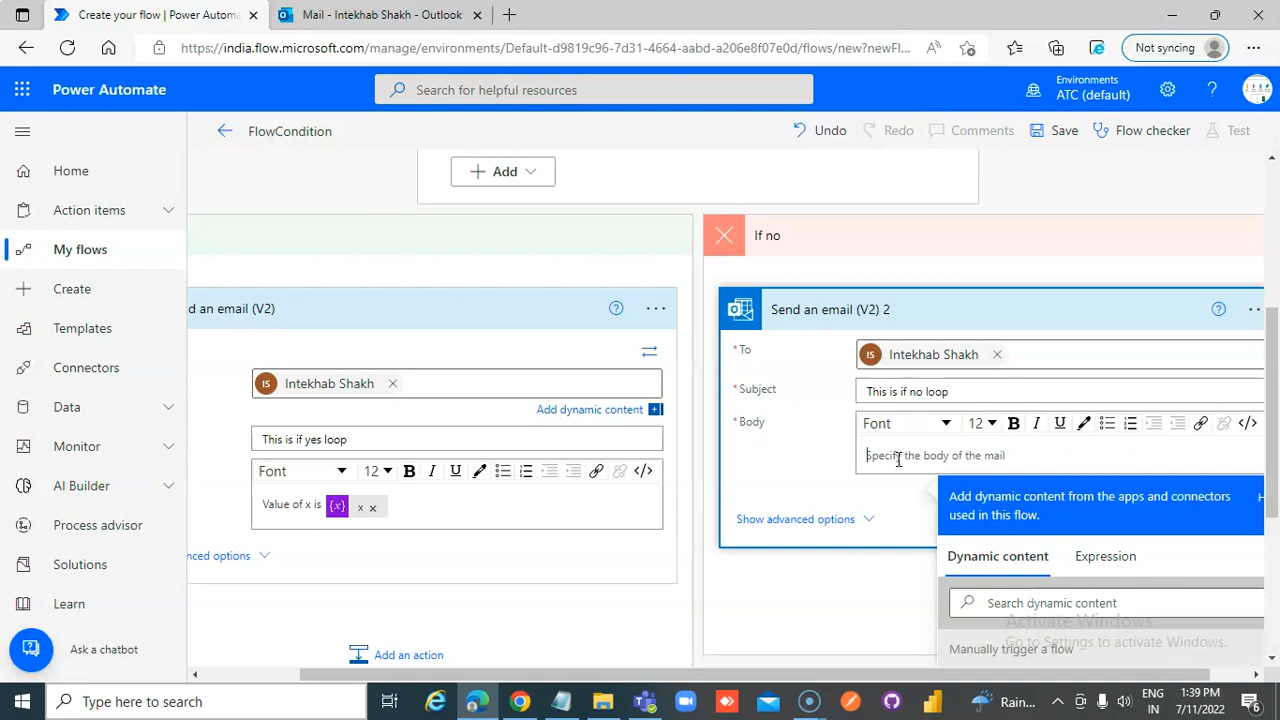 Create your flow | Power Automa
Mail - Intekhab Shakh - Outlook
https://india.flow.microsoft.com/manage/environments/Default-d9819c96-7d31-4664-aabd-a206e8f07e0d/flows/new?newFl...
Not syncing
Power Automate
Search for helpful resources
Environments
ATC (default)
FlowCondition
Undo
Redo
Comments
Save
Flow checker
Test
Home
Action items
My flows
Create
Templates
Connectors
Data
Monitor
AI Builder
Process advisor
Solutions
Learn
Ask a chatbot
Add
If no
d an email (V2)
Intekhab Shakh
Add dynamic content
This is if yes loop
Font 12 B I U </>
Value of x is {x} x
nced options
Add an action
Send an email (V2) 2
*To
IS Intekhab Shakh
*Subject
This is if no loop
*Body
Font 12 B I U </>
Specify the body of the mail
Show advanced options
Add dynamic content from the apps and connectors
used in this flow.
H
Dynamic content
Expression
Search dynamic content
Manually trigger a flow
Activate Windows
Go to Settings to activate Windows.
Type here to search
Rain...
ENG
IN
1:39 PM
7/11/2022
6